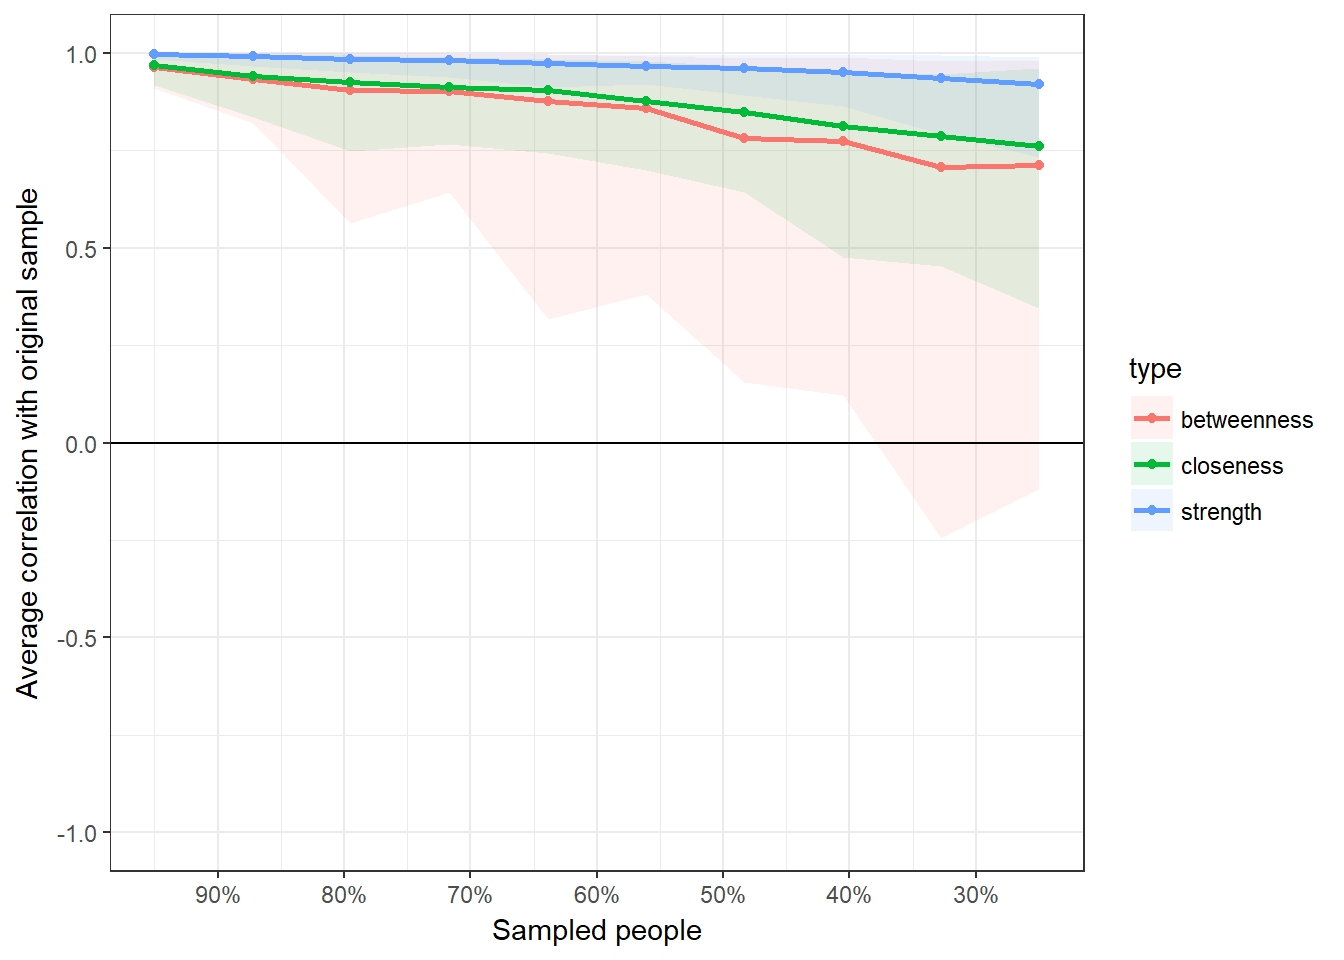 Average correlation with original sample
1.0
0.5
0.0
-0.5
-1.0
90% 80% 70% 60% 50% 40% 30%
Sampled people
type
betweenness
closeness
strength